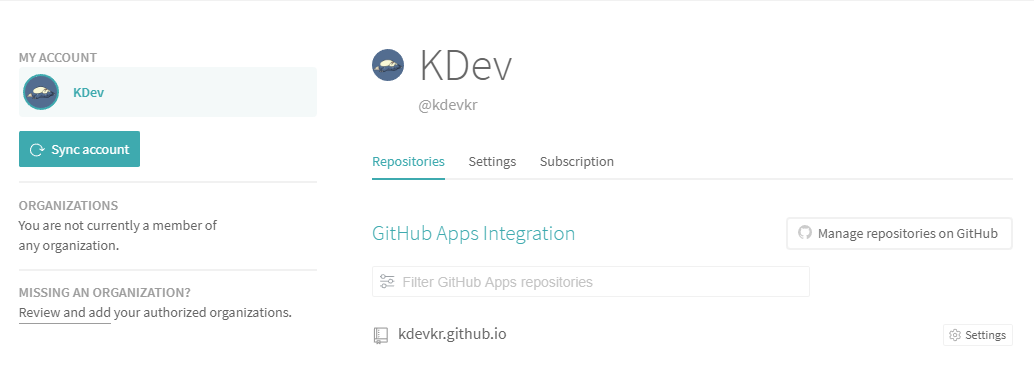 MY ACCOUNT
KDev
Sync account
ORGANIZATIONS
You are not currently a member of
any organization.
MISSING AN ORGANIZATION?
Review and add your authorized organizations.
KDev
@kdevkr
Repositories Settings Subscription
GitHub Apps Integration
Manage repositories on GitHub
Filter GitHub Apps repositories
kdevkr.github.io
Settings